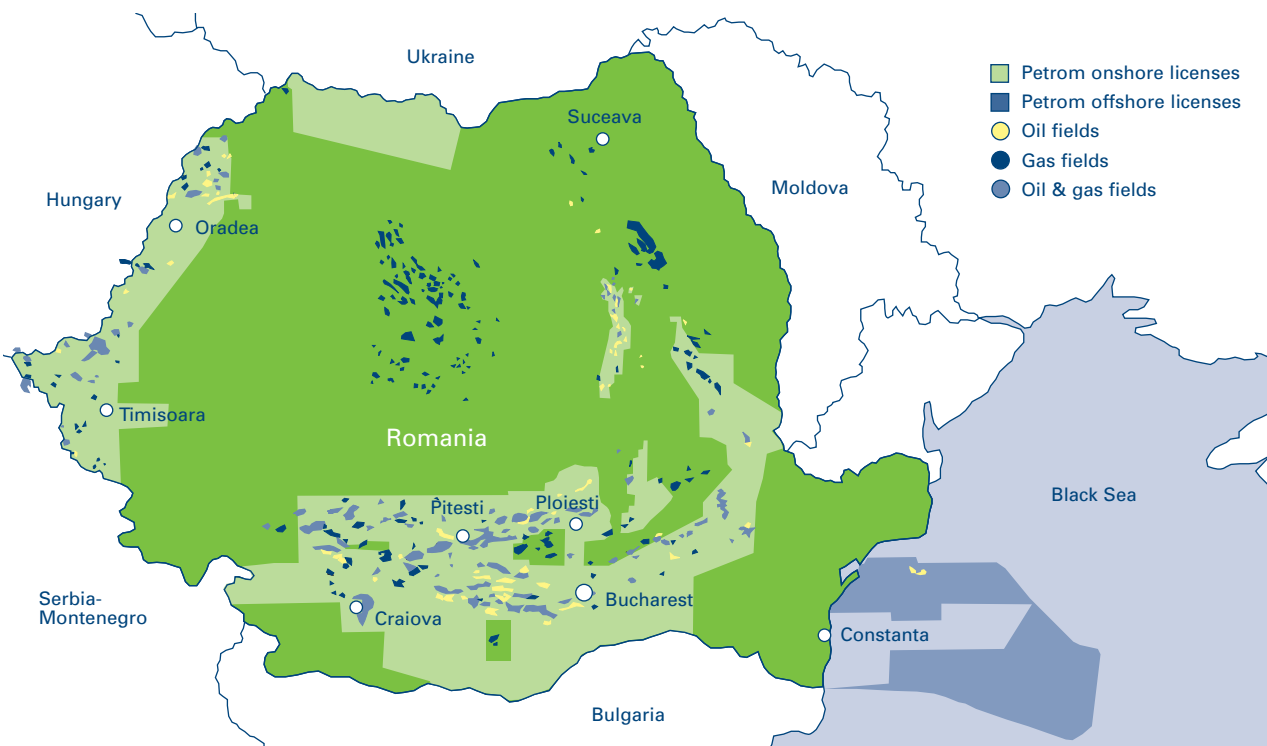 Ukraine
Petrom onshore licenses
Petrom offshore licenses
Suceava
Oil fields
Gas fields
Moldova
Oil & gas fields
Hungary
Oradea
Timisoara
Romania
Black Sea
Pitesti
Ploiesti
Serbia-
Montenegro
Bucharest
Craiova
Constanta
Bulgaria